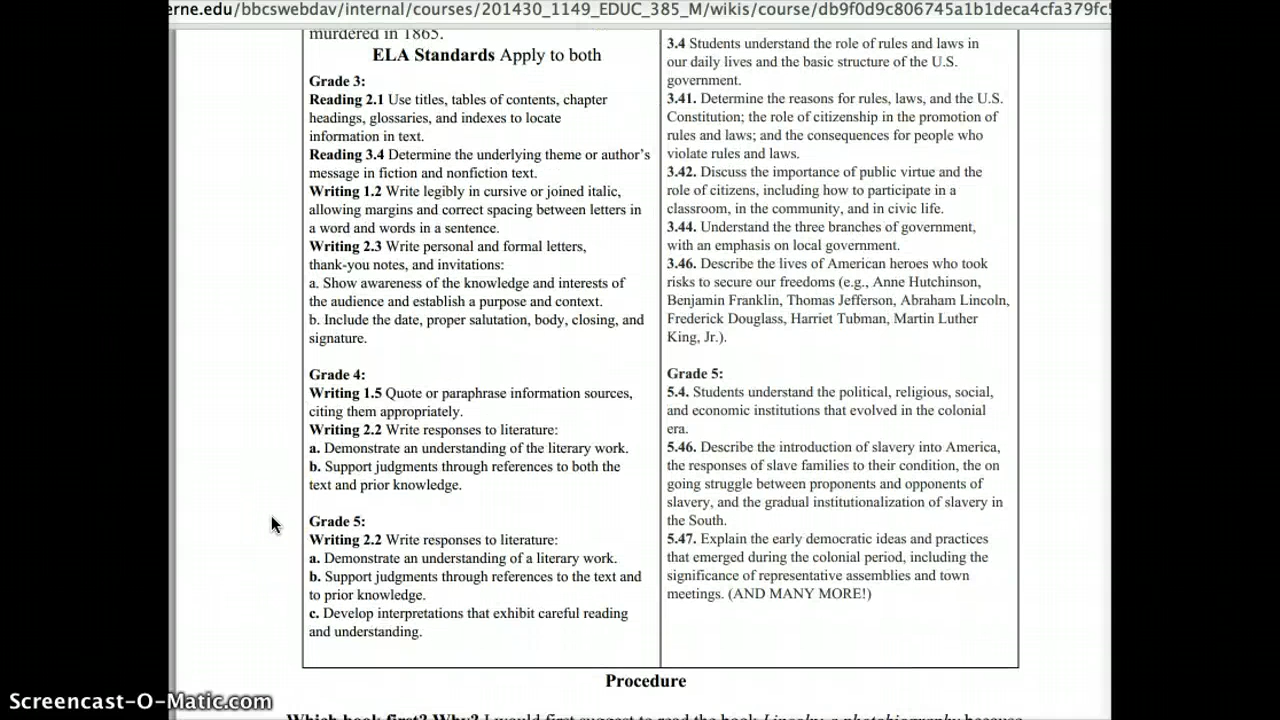 erne.edu/bbcswebdav/internal/courses/201430_1149_EDUC_385_M/wikis/course/db9f0d9c806745a1b1deca4cfa379fc
murdered in 1865.
ELA Standards Apply to both
Grade 3:
Reading 2.1 Use titles, tables of contents, chapter
headings, glossaries, and indexes to locate
information in text.
Reading 3.4 Determine the underlying theme or author's
message in fiction and nonfiction text.
Writing 1.2 Write legibly in cursive or joined italic,
allowing margins and correct spacing between letters in
a word and words in a sentence.
Writing 2.3 Write personal and formal letters,
thank-you notes, and invitations:
a. Show awareness of the knowledge and interests of
the audience and establish a purpose and context.
b. Include the date, proper salutation, body, closing, and
signature.
Grade 4:
Writing 1.5 Quote or paraphrase information sources,
citing them appropriately.
Writing 2.2 Write responses to literature:
a. Demonstrate an understanding of the literary work.
b. Support judgments through references to both the
text and prior knowledge.
Grade 5:
Writing 2.2 Write responses to literature:
a. Demonstrate an understanding of a literary work.
b. Support judgments through references to the text and
to prior knowledge.
c. Develop interpretations that exhibit careful reading
and understanding.
3.4 Students understand the role of rules and laws in
our daily lives and the basic structure of the U.S.
government.
3.41. Determine the reasons for rules, laws, and the U.S.
Constitution; the role of citizenship in the promotion of
rules and laws; and the consequences for people who
violate rules and laws.
3.42. Discuss the importance of public virtue and the
role of citizens, including how to participate in a
classroom, in the community, and in civic life.
3.44. Understand the three branches of government,
with an emphasis on local government.
3.46. Describe the lives of American heroes who took
risks to secure our freedoms (e.g., Anne Hutchinson,
Benjamin Franklin, Thomas Jefferson, Abraham Lincoln,
Frederick Douglass, Harriet Tubman, Martin Luther
King, Jr.).
Grade 5:
5.4. Students understand the political, religious, social,
and economic institutions that evolved in the colonial
era.
5.46. Describe the introduction of slavery into America,
the responses of slave families to their condition, the on
going struggle between proponents and opponents of
slavery, and the gradual institutionalization of slavery in
the South.
5.47. Explain the early democratic ideas and practices
that emerged during the colonial period, including the
significance of representative assemblies and town
meetings. (AND MANY MORE!)
Procedure
Which book first? Why? I would first suggest to read the book Lincoln: a photobiography because
Screencast-O-Matic.com